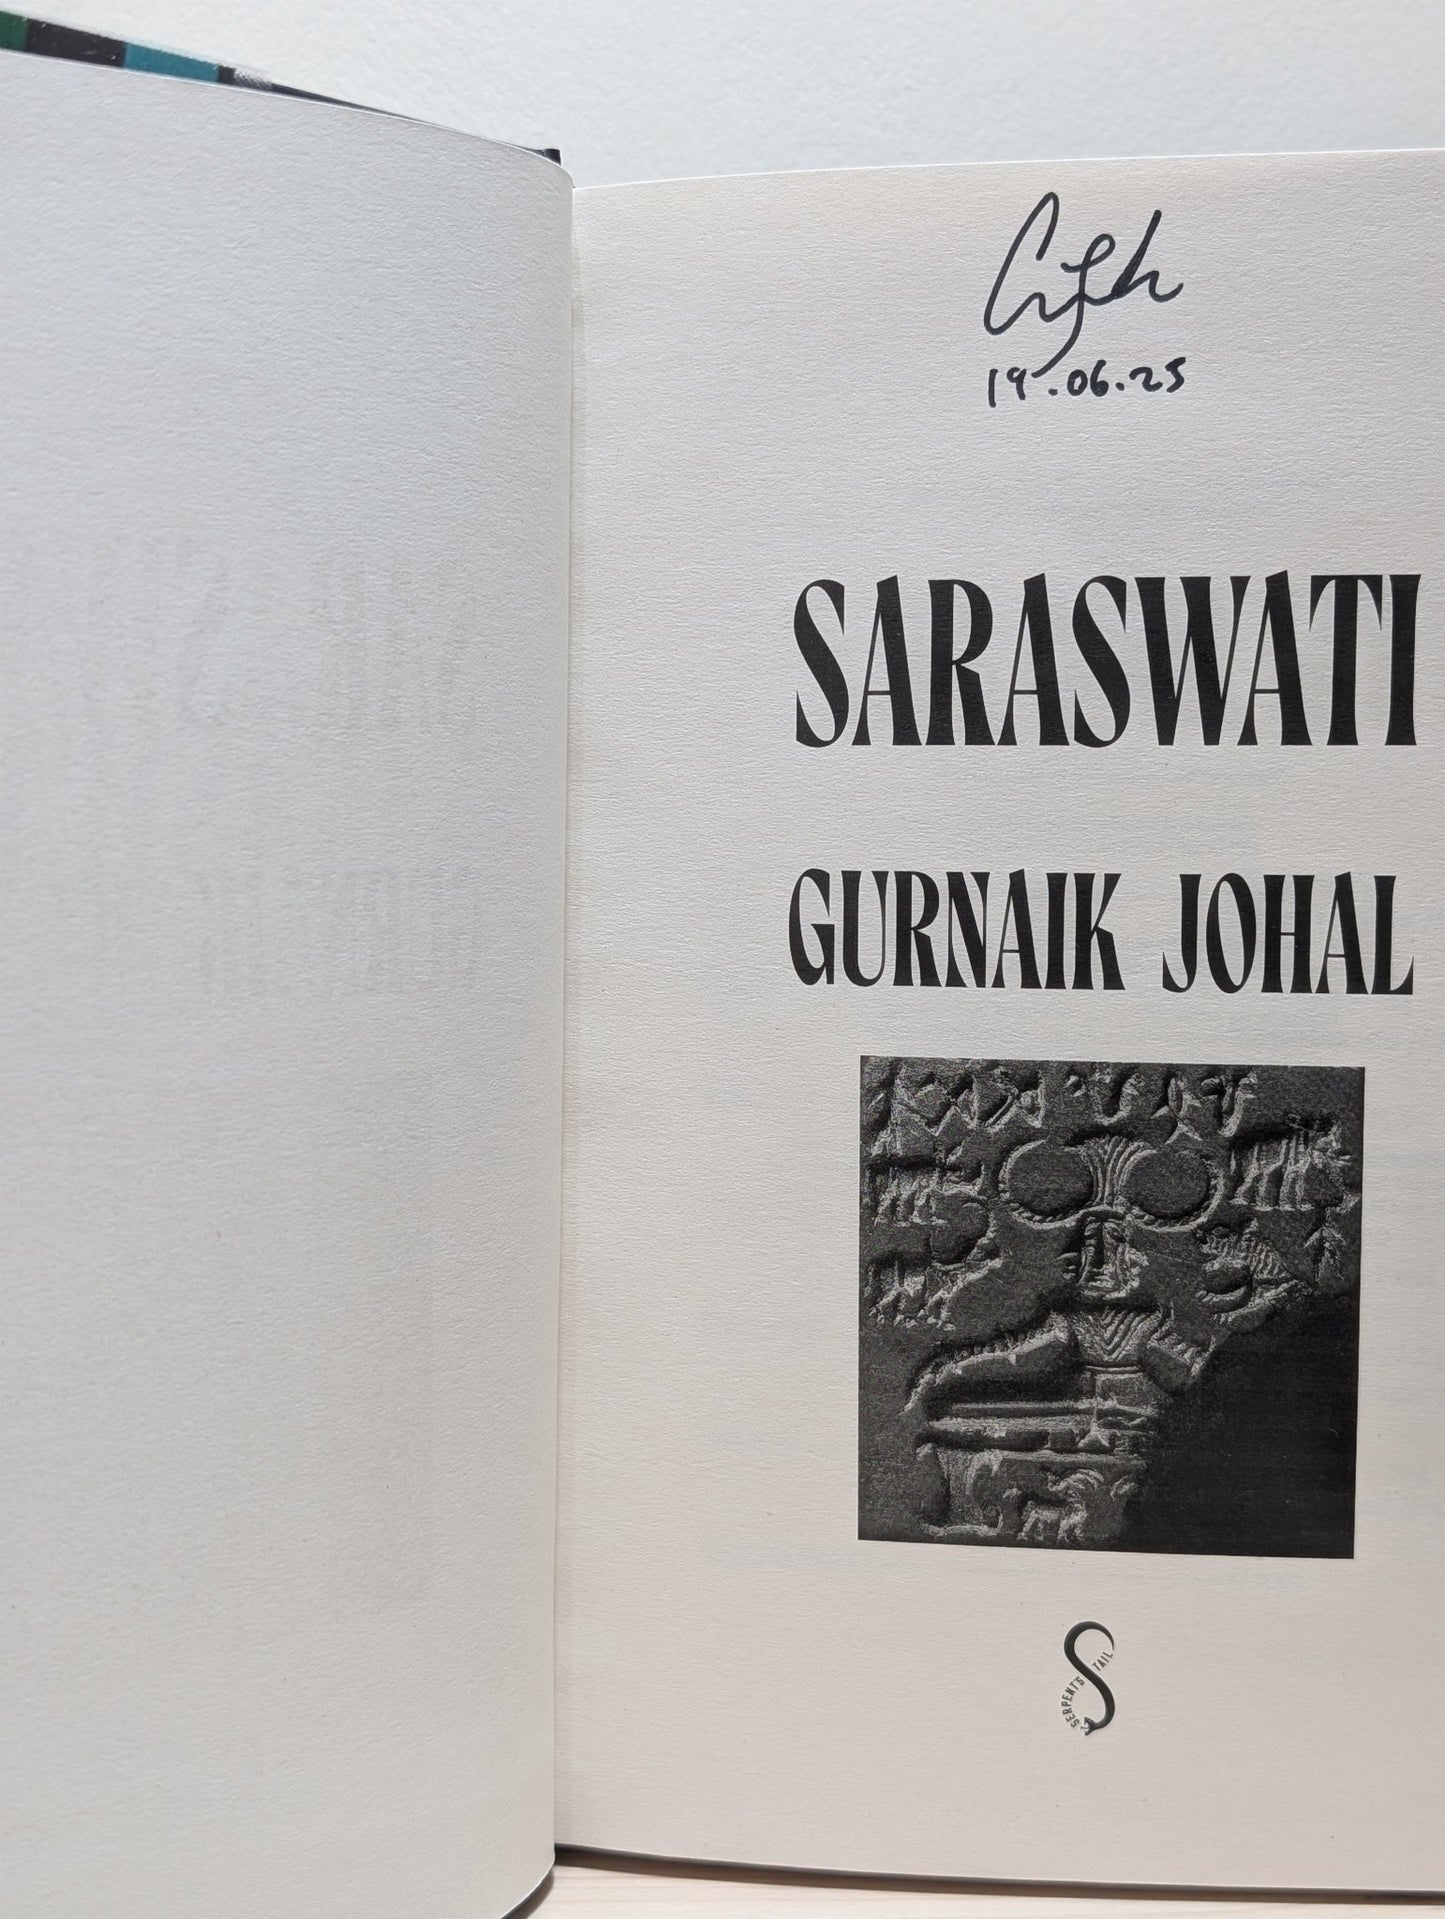 19.06.25
SARASWATI
GURNAIK JOHAL
SERPENT'S TAIL